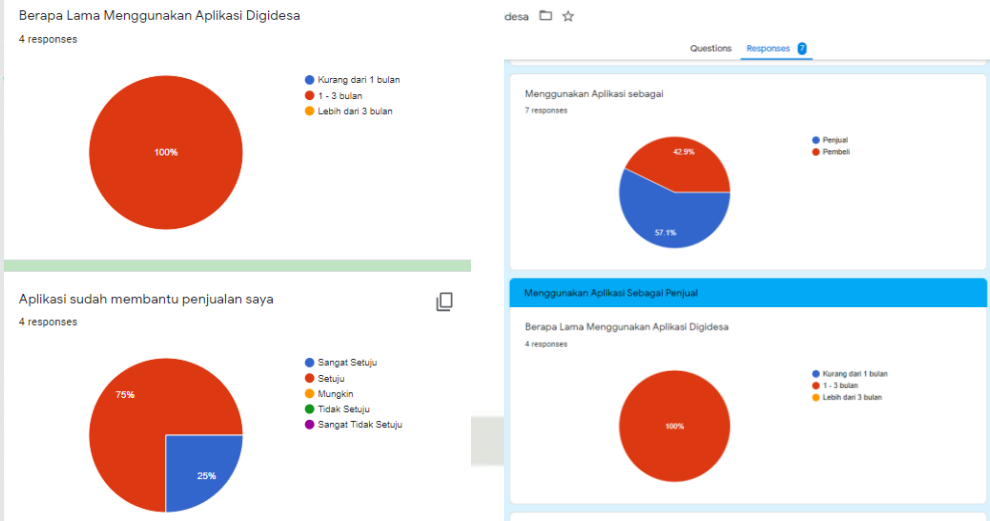 Berapa Lama Menggunakan Aplikasi Digidesa
4 responses
Kurang dari 1 bulan
1 - 3 bulan
Lebih dari 3 bulan
100%
Aplikasi sudah membantu penjualan saya
4 responses
Sangat Setuju
Setuju
Mungkin
Tidak Setuju
Sangat Tidak Setuju
75%
25%
desa
Questions Responses 7
Menggunakan Aplikasi sebagai
7 responses
Penjual
Pembeli
42.9%
57.1%
Menggunakan Aplikasi Sebagai Penjual
Berapa Lama Menggunakan Aplikasi Digidesa
4 responses
Kurang dari 1 bulan
1 - 3 bulan
Lebih dari 3 bulan
100%